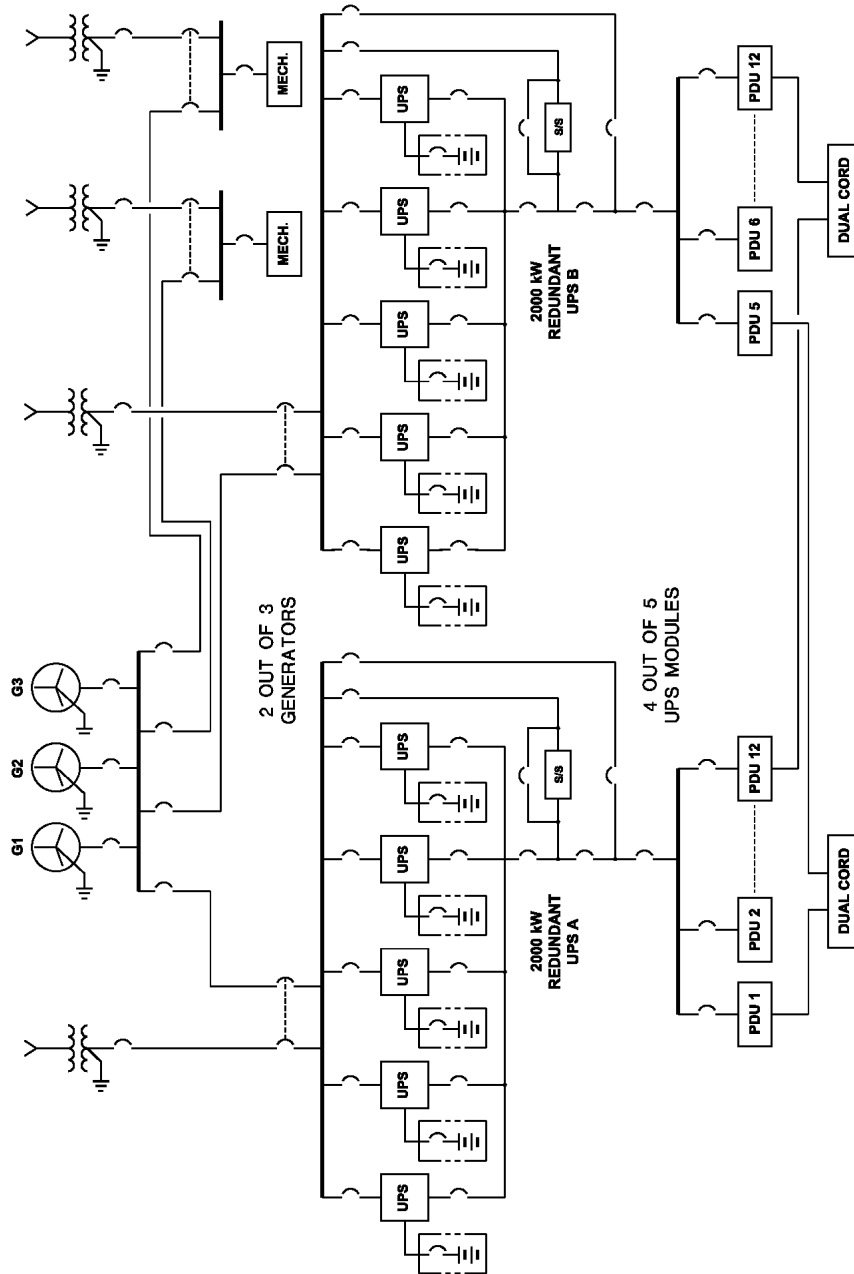 G1
G2
G3
MECH.
MECH.
2 OUT OF 3
GENERATORS
UPS
UPS
UPS
UPS
UPS
UPS
UPS
UPS
UPS
UPS
S/S
S/S
2000 kW
REDUNDANT
UPS A
2000 kW
REDUNDANT
UPS B
4 OUT OF 5
UPS MODULES
PDU 1
PDU 2
PDU 12
PDU 5
PDU 6
PDU 12
DUAL CORD
DUAL CORD